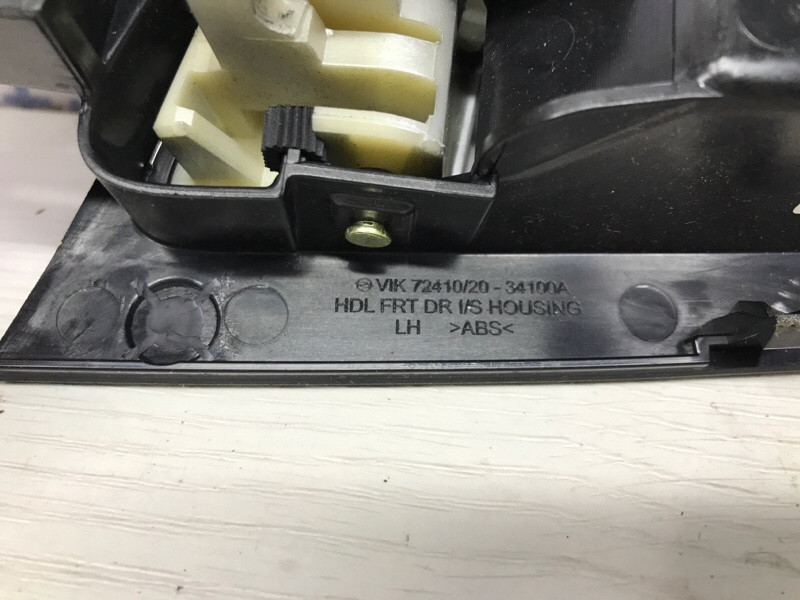 VIK 72410/20 - 34100A
HDL FRT DR I/S HOUSING
LH >ABS<